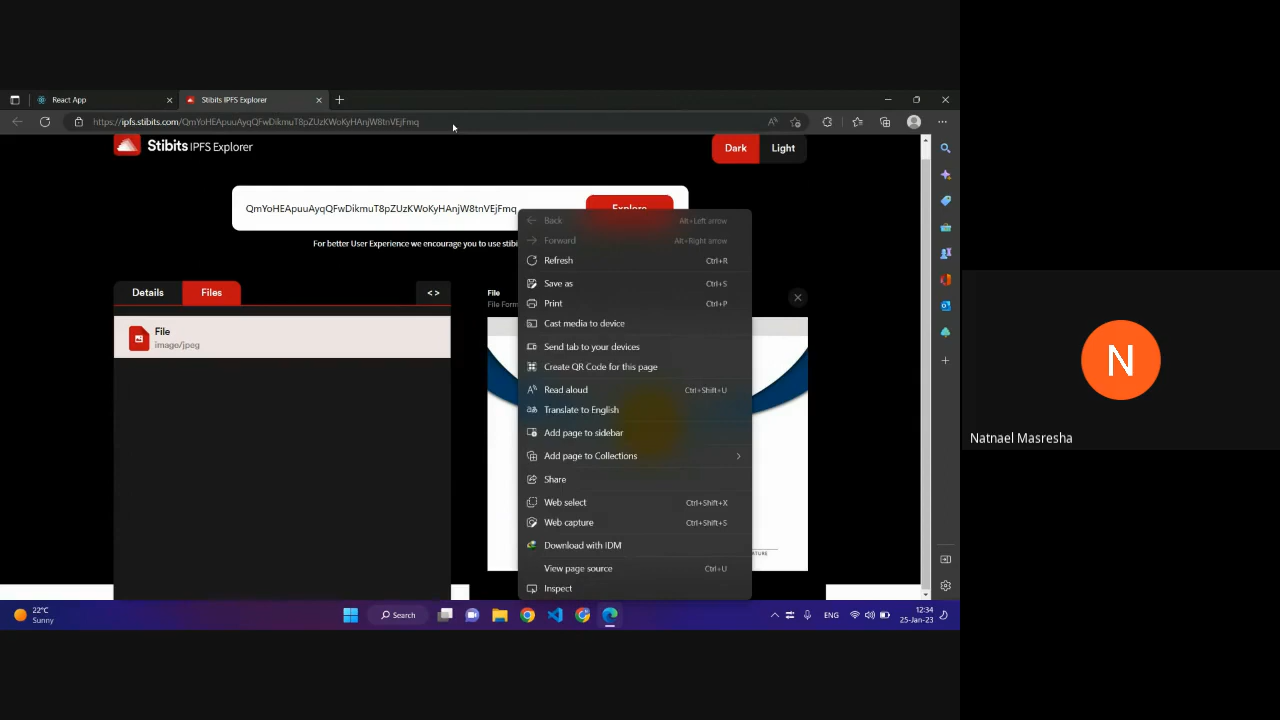 React App
Stibits IPFS Explorer
https://ipfs.stibits.com/QmYoHEApuuAyqQFwDikmuT8pZUzKWoKyHAnjW8tnVEjFmq
Stibits IPFS Explorer
Dark
Light
QmYoHEApuuAyqQFwDikmuT8pZUzKWoKyHAnjW8tnVEjFmq
Explore
For better User Experience we encourage you to use stibi
Details
Files
<>
File
image/jpeg
File
File Form
Back Alt+Left arrow
Forward Alt+Right arrow
Refresh Ctrl+R
Save as Ctrl+S
Print Ctrl+P
Cast media to device
Send tab to your devices
Create QR Code for this page
Read aloud Ctrl+Shift+U
Translate to English
Add page to sidebar
Add page to Collections
Share
Web select Ctrl+Shift+X
Web capture Ctrl+Shift+S
Download with IDM
View page source Ctrl+U
Inspect
22°C
Sunny
Search
ENG
12:34
25-Jan-23
N
Natnael Masresha